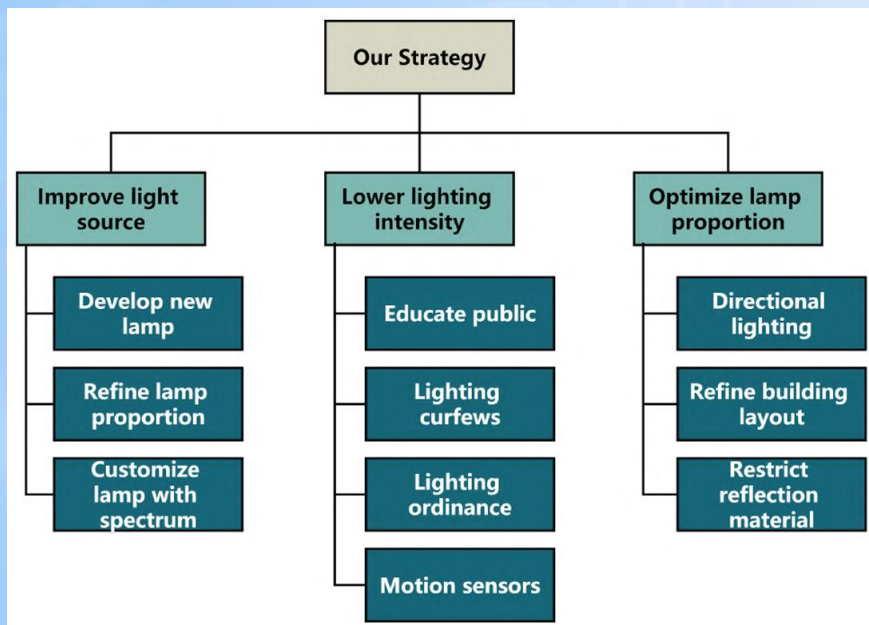 Our Strategy
Improve light
source
Develop new
lamp
Refine lamp
proportion
Customize
lamp with
spectrum
Lower lighting
intensity
Educate public
Lighting
curfews
Lighting
ordinance
Motion sensors
Optimize lamp
proportion
Directional
lighting
Refine building
layout
Restrict
reflection
material